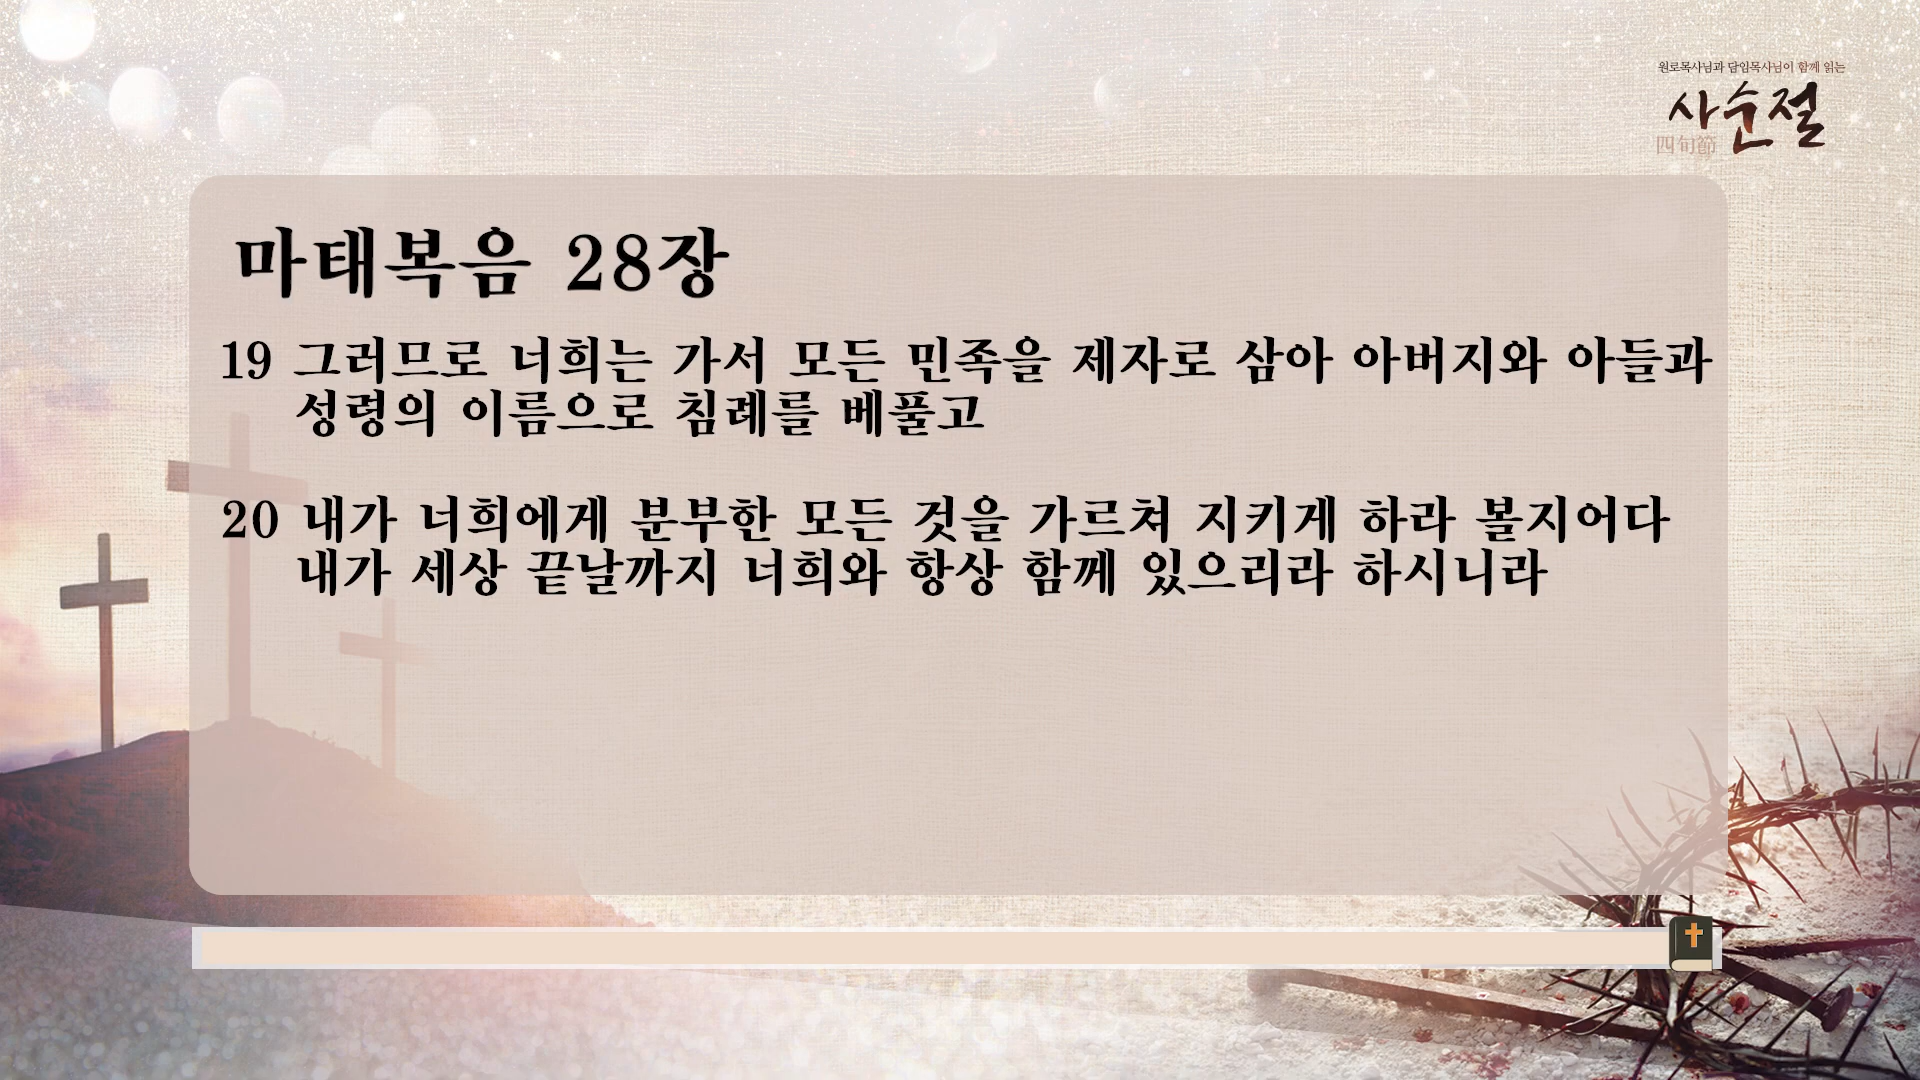 원로목사님과 담임목사님이 함께 읽는
사순절
四旬節
마태복음 28장
19 그러므로 너희는 가서 모든 민족을 제자로 삼아 아버지와 아들과
성령의 이름으로 침례를 베풀고
20 내가 너희에게 분부한 모든 것을 가르쳐 지키게 하라 볼지어다
내가 세상 끝날까지 너희와 항상 함께 있으리라 하시니라